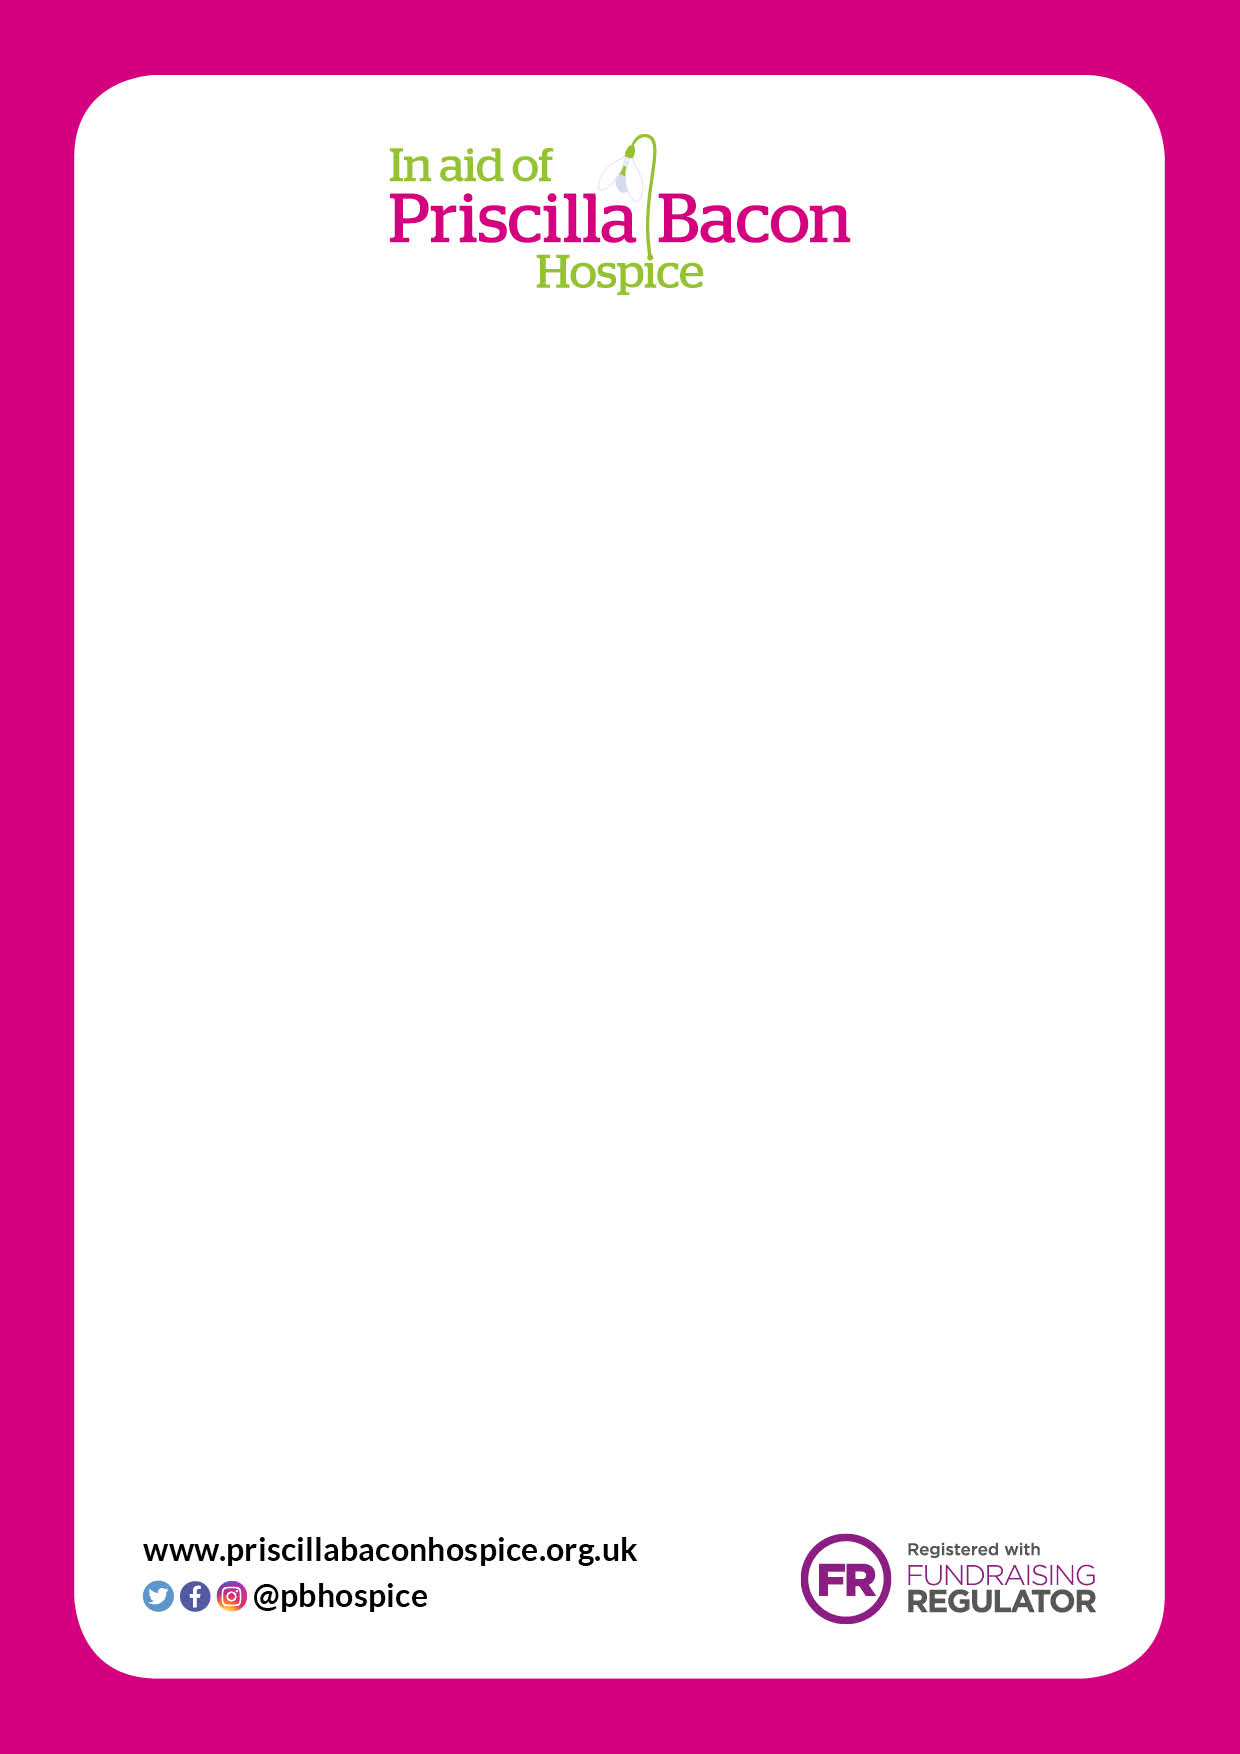 In aid of
Priscilla Bacon
Hospice
www.priscillabaconhospice.org.uk
@pbhospice
FR
Registered with
FUNDRAISING
REGULATOR